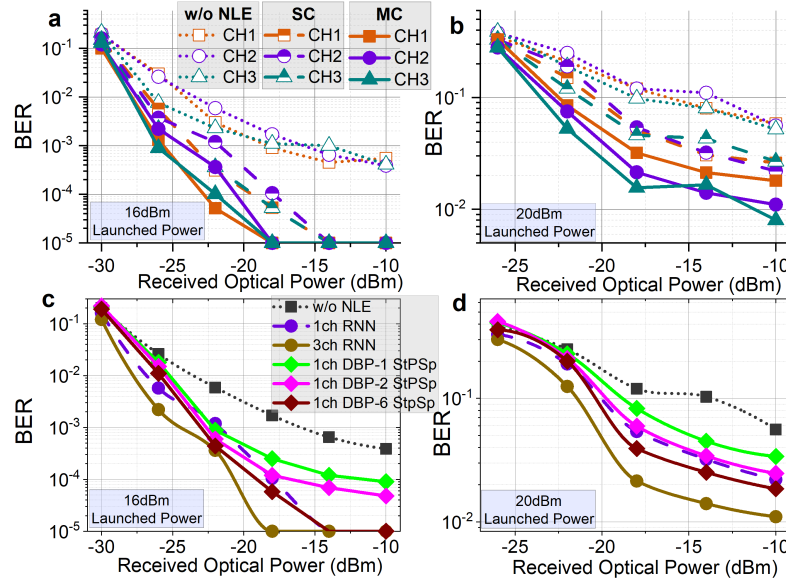 a
w/o NLE SC MC
CH1 CH1 CH1
CH2 CH2 CH2
CH3 CH3 CH3
BER
10^-1
10^-2
10^-3
10^-4
10^-5
16dBm
Launched Power
-30 -25 -20 -15 -10
Received Optical Power (dBm)
b
BER
10^-1
10^-2
20dBm
Launched Power
-25 -20 -15 -10
Received Optical Power (dBm)
c
BER
10^-1
10^-2
10^-3
10^-4
10^-5
w/o NLE
1ch RNN
3ch RNN
1ch DBP-1 StPSp
1ch DBP-2 StPSp
1ch DBP-6 StpSp
16dBm
Launched Power
-30 -25 -20 -15 -10
Received Optical Power (dBm)
d
BER
10^-1
10^-2
20dBm
Launched Power
-25 -20 -15 -10
Received Optical Power (dBm)